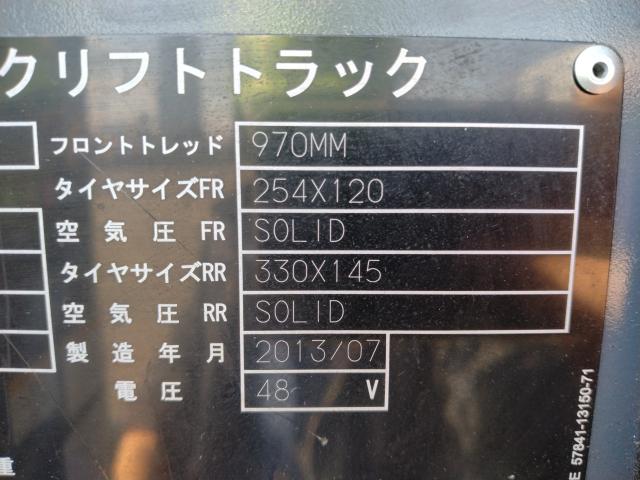 クリフトトラック
フロントトレッド 970MM
タイヤサイズFR 254X120
空気圧 FR SOLID
タイヤサイズRR 330X145
空気圧 RR SOLID
製造年月 2013/07
電圧 48 V
重
E 57841-13150-71